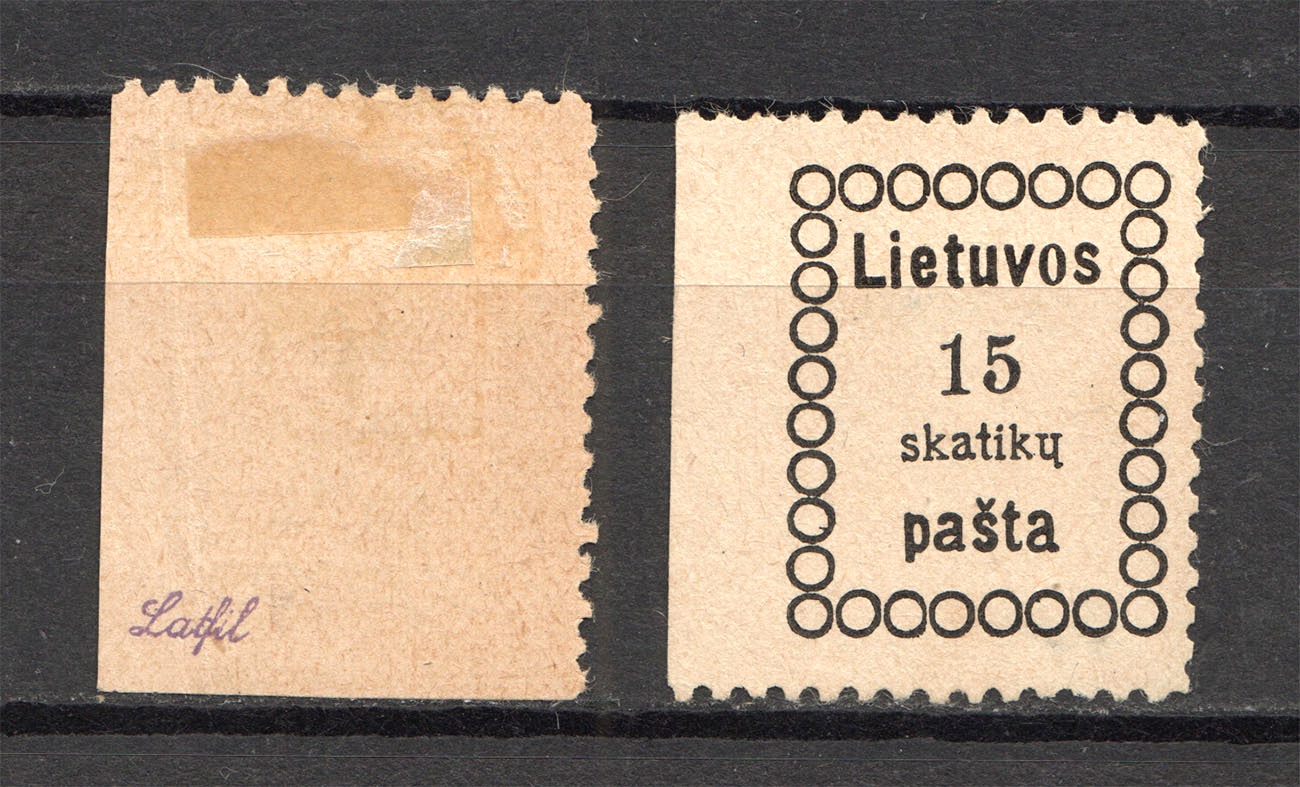 Latfil
Lietuvos
15
skatikų
pašta